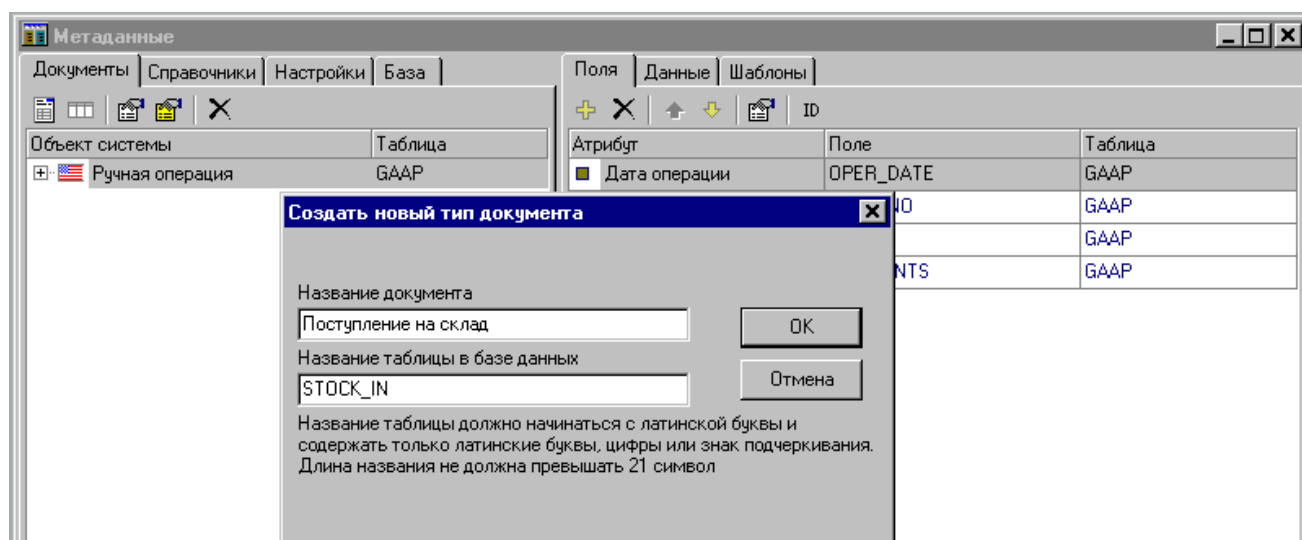 Метаданные
Документы Справочники Настройки База
Поля Данные Шаблоны
ID
Объект системы Таблица
Атрибут Поле Таблица
Ручная операция GAAP
Дата операции OPER_DATE GAAP
GAAP
GAAP
NTS GAAP
Создать новый тип документа
Название документа
Поступление на склад
OK
Название таблицы в базе данных
STOCK_IN
Отмена
Название таблицы должно начинаться с латинской буквы и
содержать только латинские буквы, цифры или знак подчеркивания.
Длина названия не должна превышать 21 символ